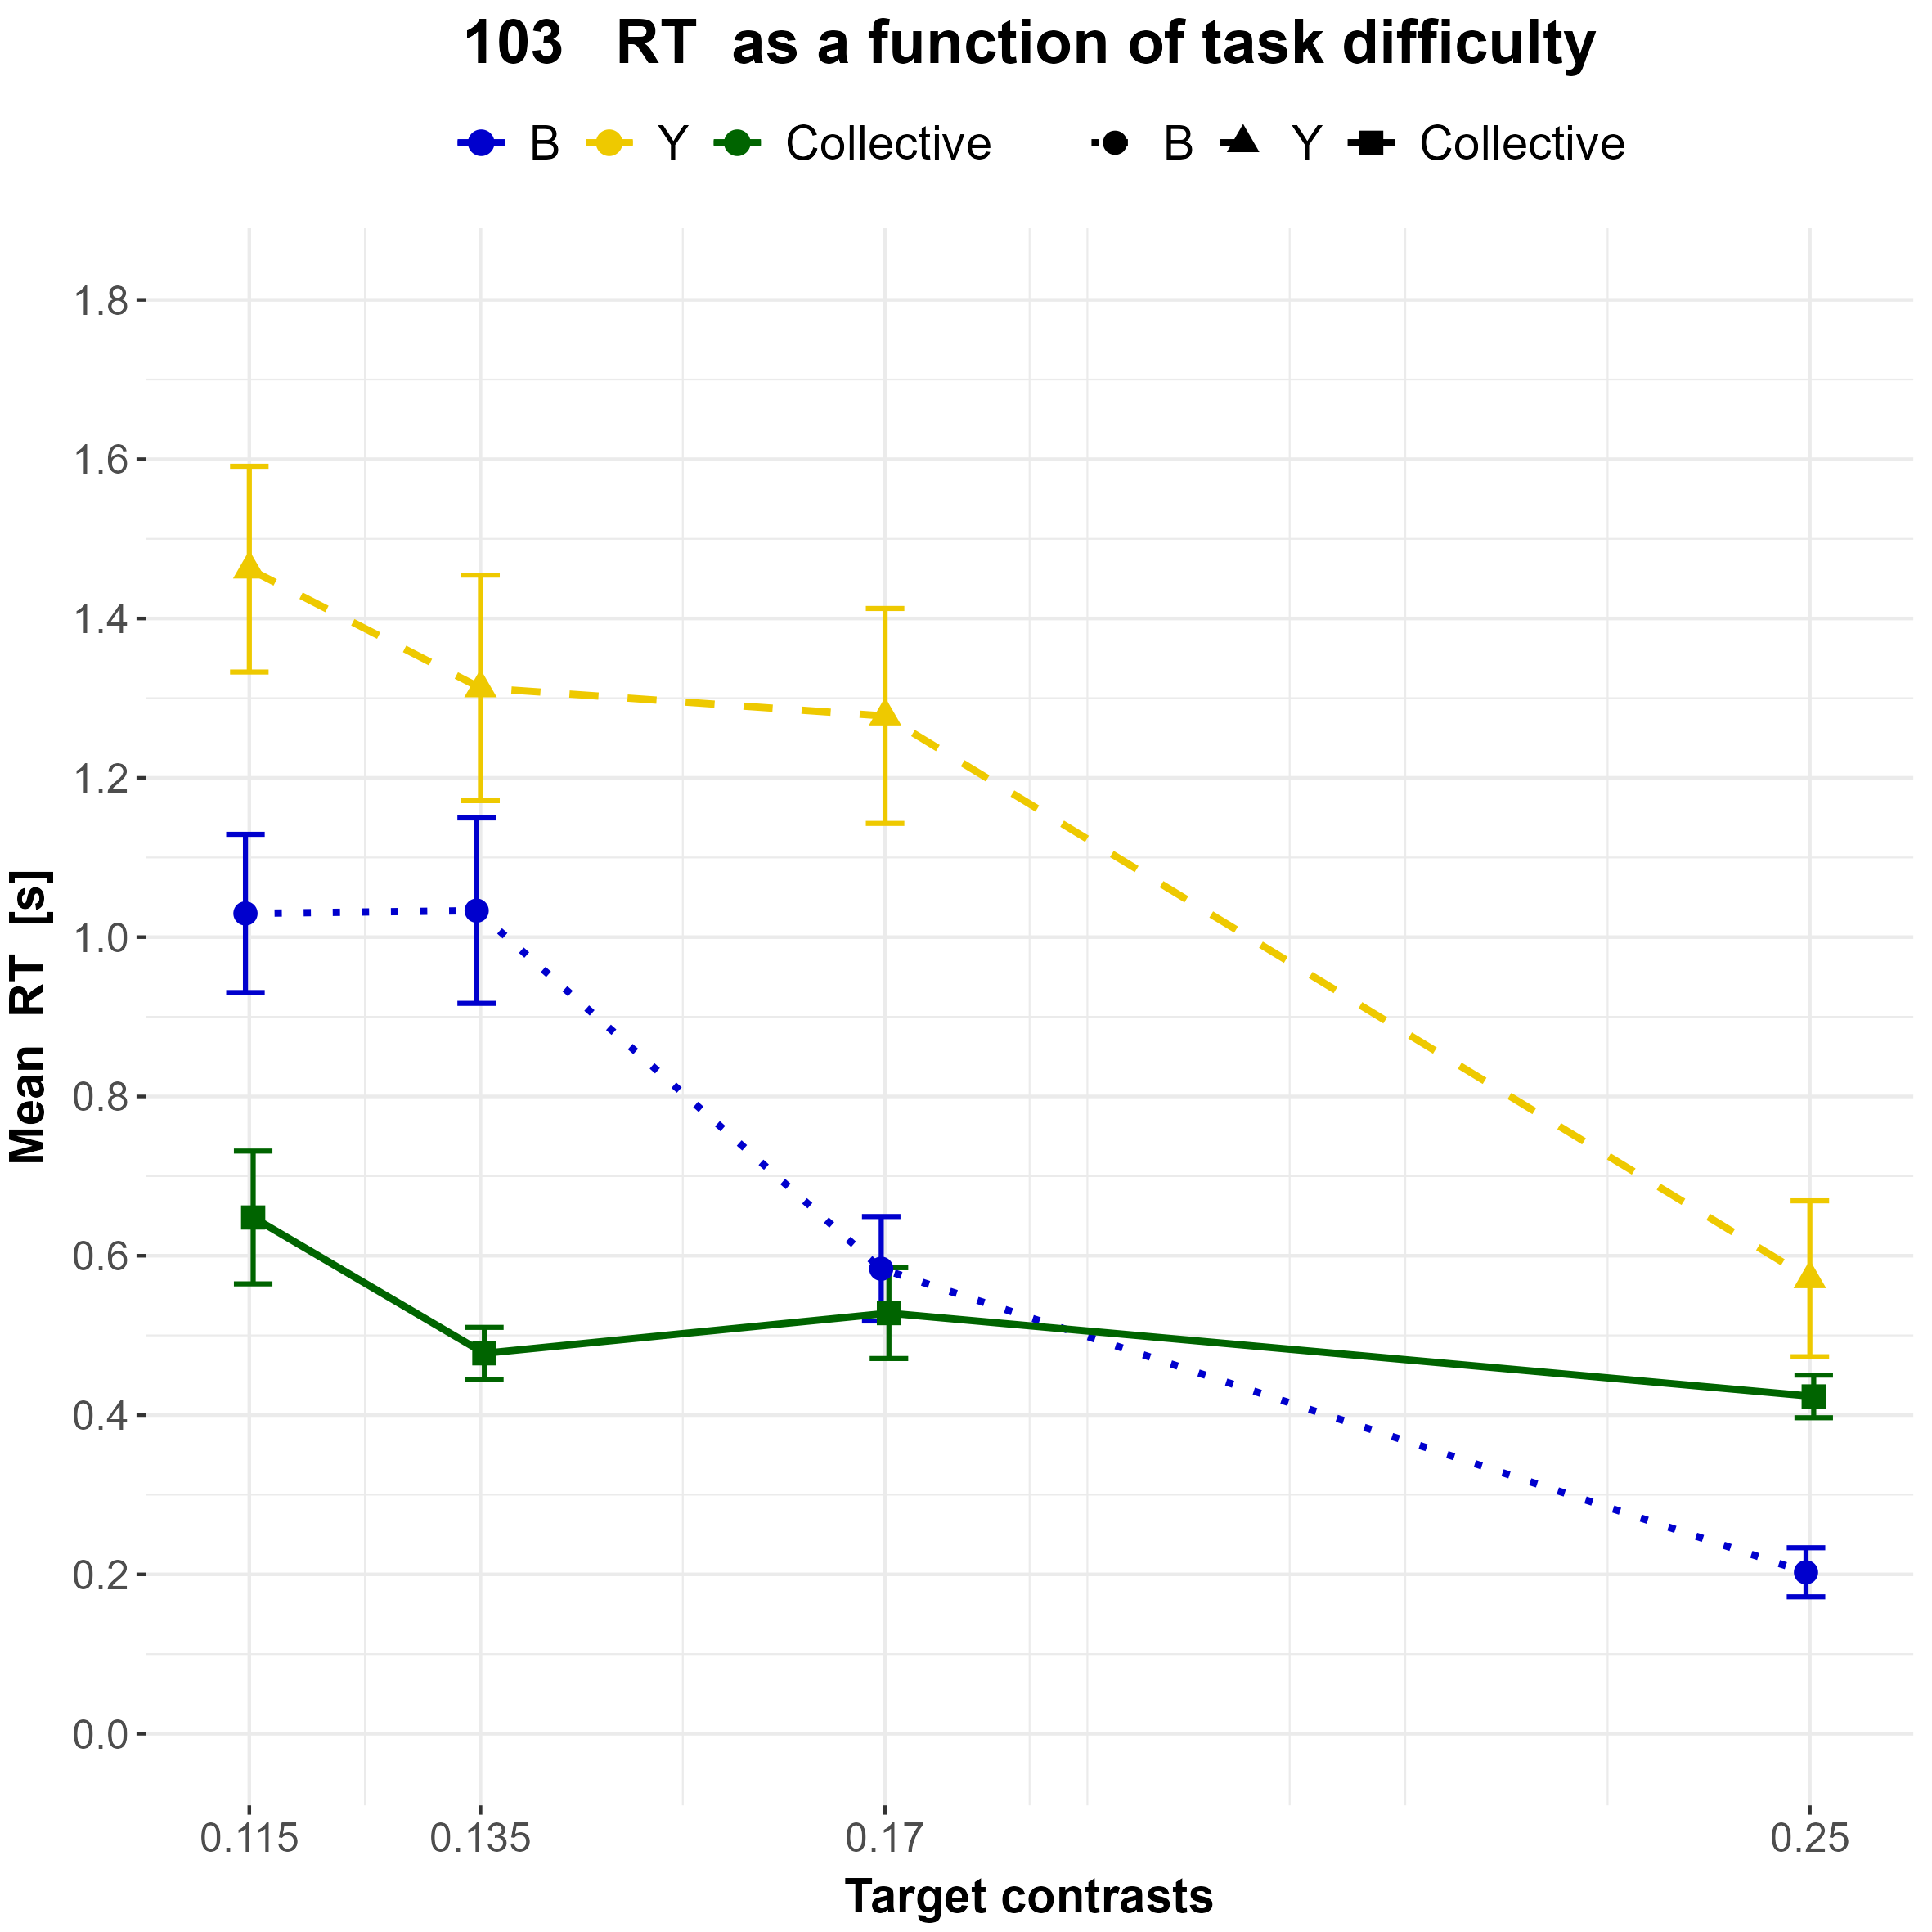 103 RT as a function of task difficulty
B Y Collective B Y Collective
1.8
1.6
1.4
1.2
1.0
0.8
0.6
0.4
0.2
0.0
Mean RT [s]
0.115 0.135 0.17 0.25
Target contrasts